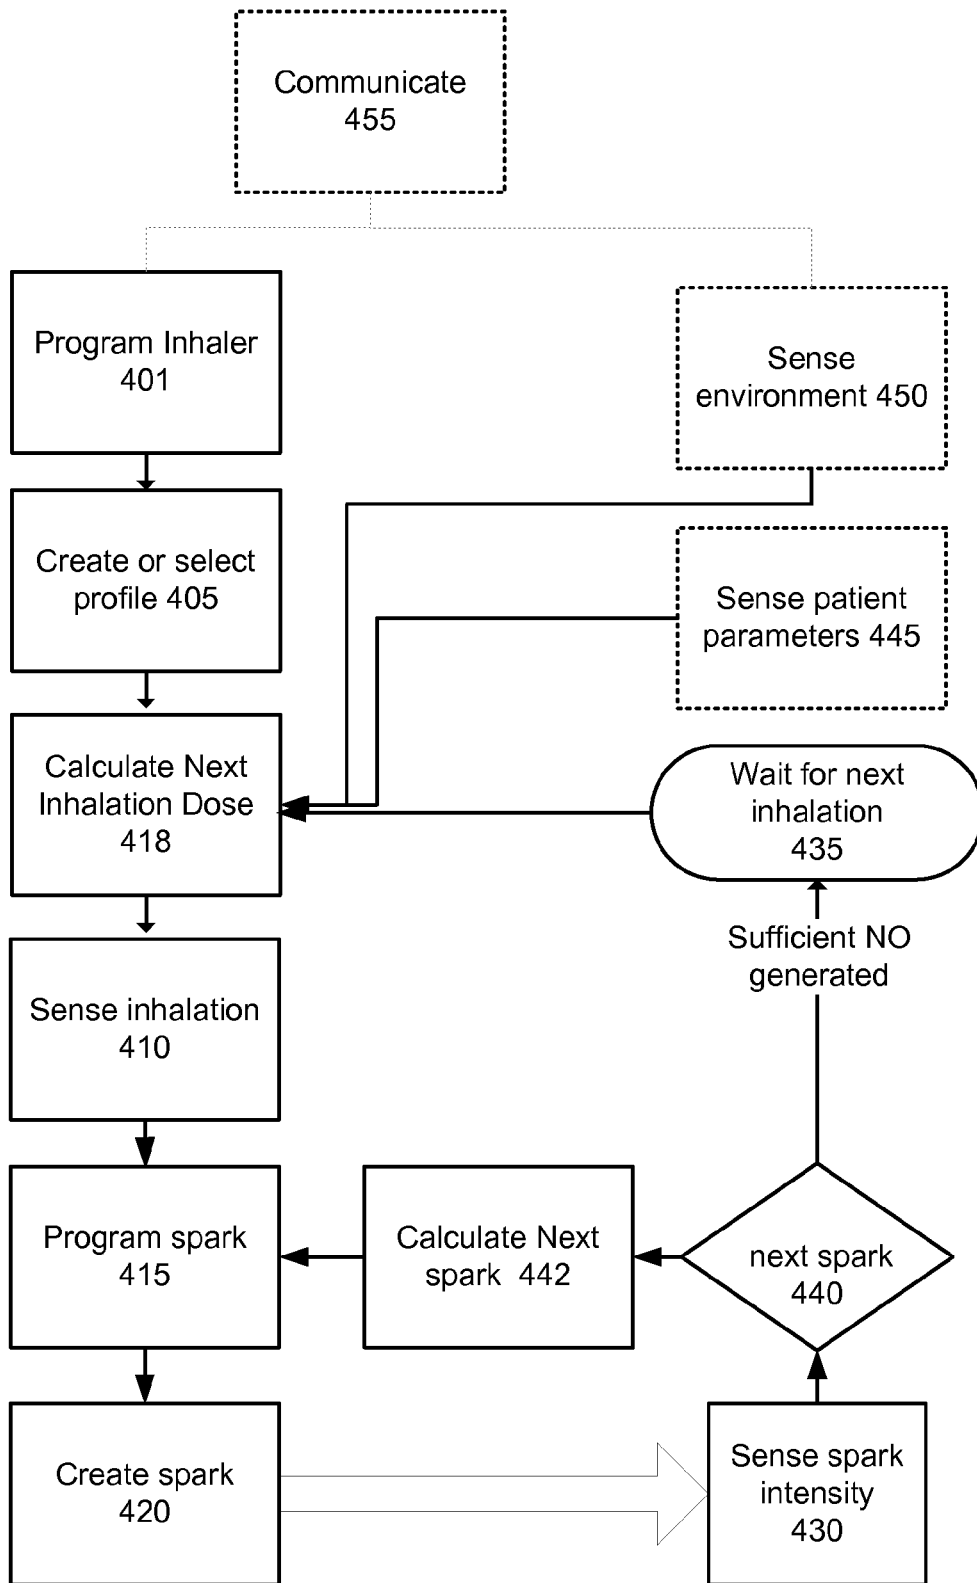 Communicate
455
Program Inhaler
401
Sense
environment 450
Create or select
profile 405
Sense patient
parameters 445
Calculate Next
Inhalation Dose
418
Wait for next
inhalation
435
Sufficient NO
generated
Sense inhalation
410
Program spark
415
Calculate Next
spark 442
next spark
440
Create spark
420
Sense spark
intensity
430